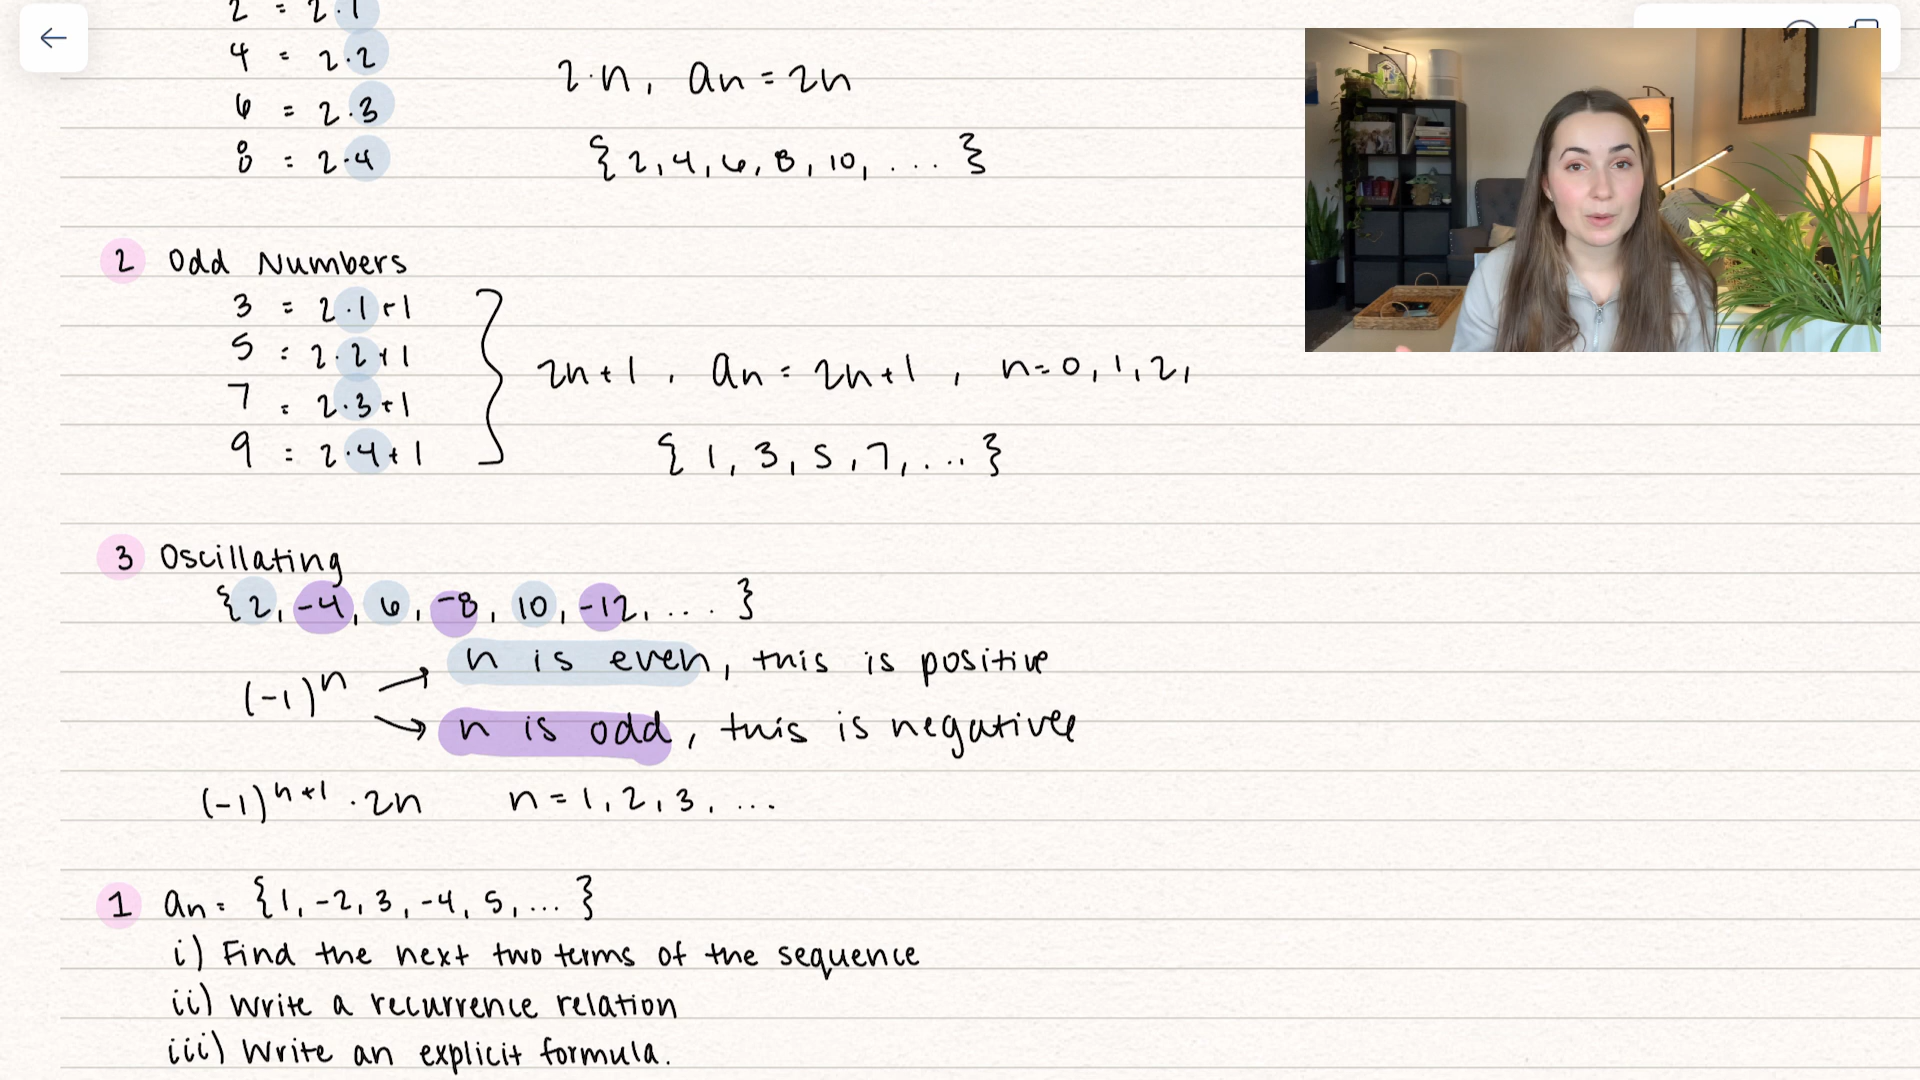 2 = 2·1
4 = 2·2
6 = 2·3
8 = 2·4
2·n, an = 2n
{2, 4, 6, 8, 10, ... }
2 Odd Numbers
3 = 2·1+1
5 = 2·2+1
7 = 2·3+1
9 = 2·4+1
2n+1, an = 2n+1, n=0,1,2,
{1, 3, 5, 7, ... }
3 Oscillating
{2, -4, 6, -8, 10, -12, ... }
(-1)^n
n is even, this is positive
n is odd, this is negative
(-1)^n+1 · 2n n=1,2,3, ...
1 an = {1, -2, 3, -4, 5, ... }
i) Find the next two terms of the sequence
ii) Write a recurrence relation
iii) Write an explicit formula.